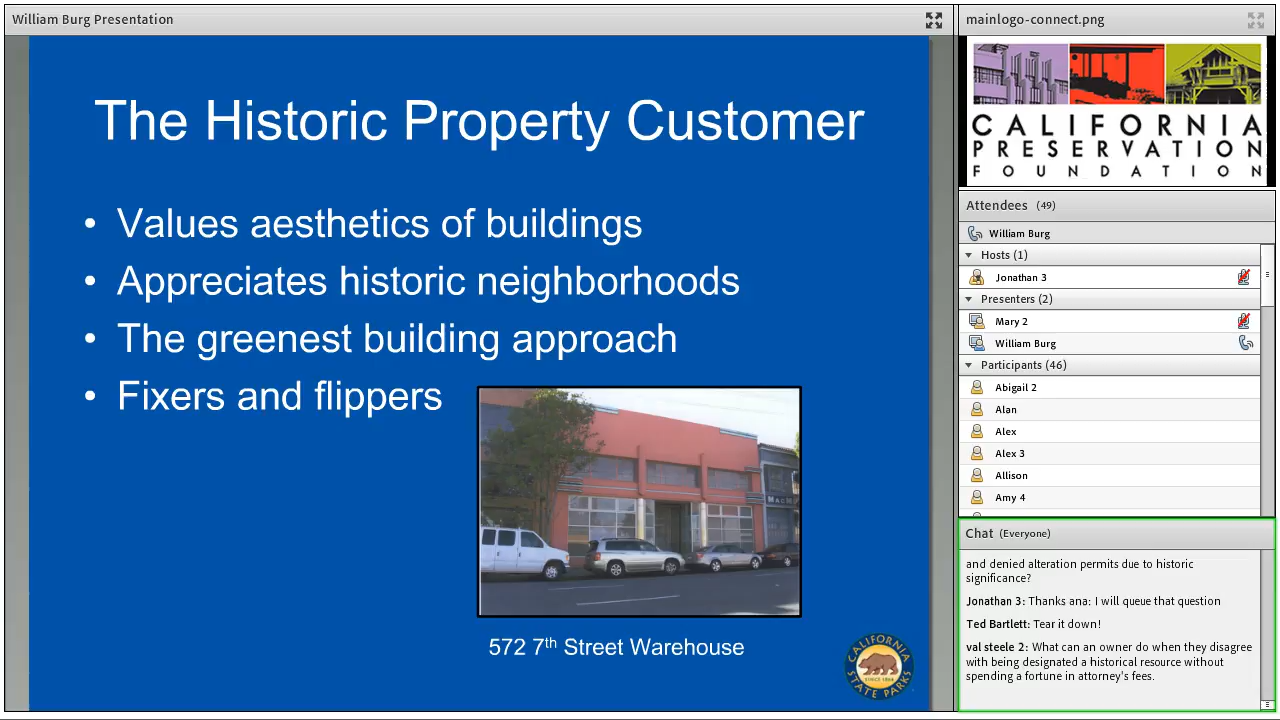 William Burg Presentation
The Historic Property Customer
• Values aesthetics of buildings
• Appreciates historic neighborhoods
• The greenest building approach
• Fixers and flippers
572 7th Street Warehouse
CALIFORNIA
STATE PARKS
SINCE 1864
mainlogo-connect.png
CALIFORNIA
PRESERVATION
FOUNDATION
Attendees (49)
William Burg
Hosts (1)
Jonathan 3
Presenters (2)
Mary 2
William Burg
Participants (46)
Abigail 2
Alan
Alex
Alex 3
Allison
Amy 4
Chat (Everyone)
and denied alteration permits due to historic
significance?
Jonathan 3: Thanks ana: I will queue that question
Ted Bartlett: Tear it down!
val steele 2: What can an owner do when they disagree
with being designated a historical resource without
spending a fortune in attorney's fees.